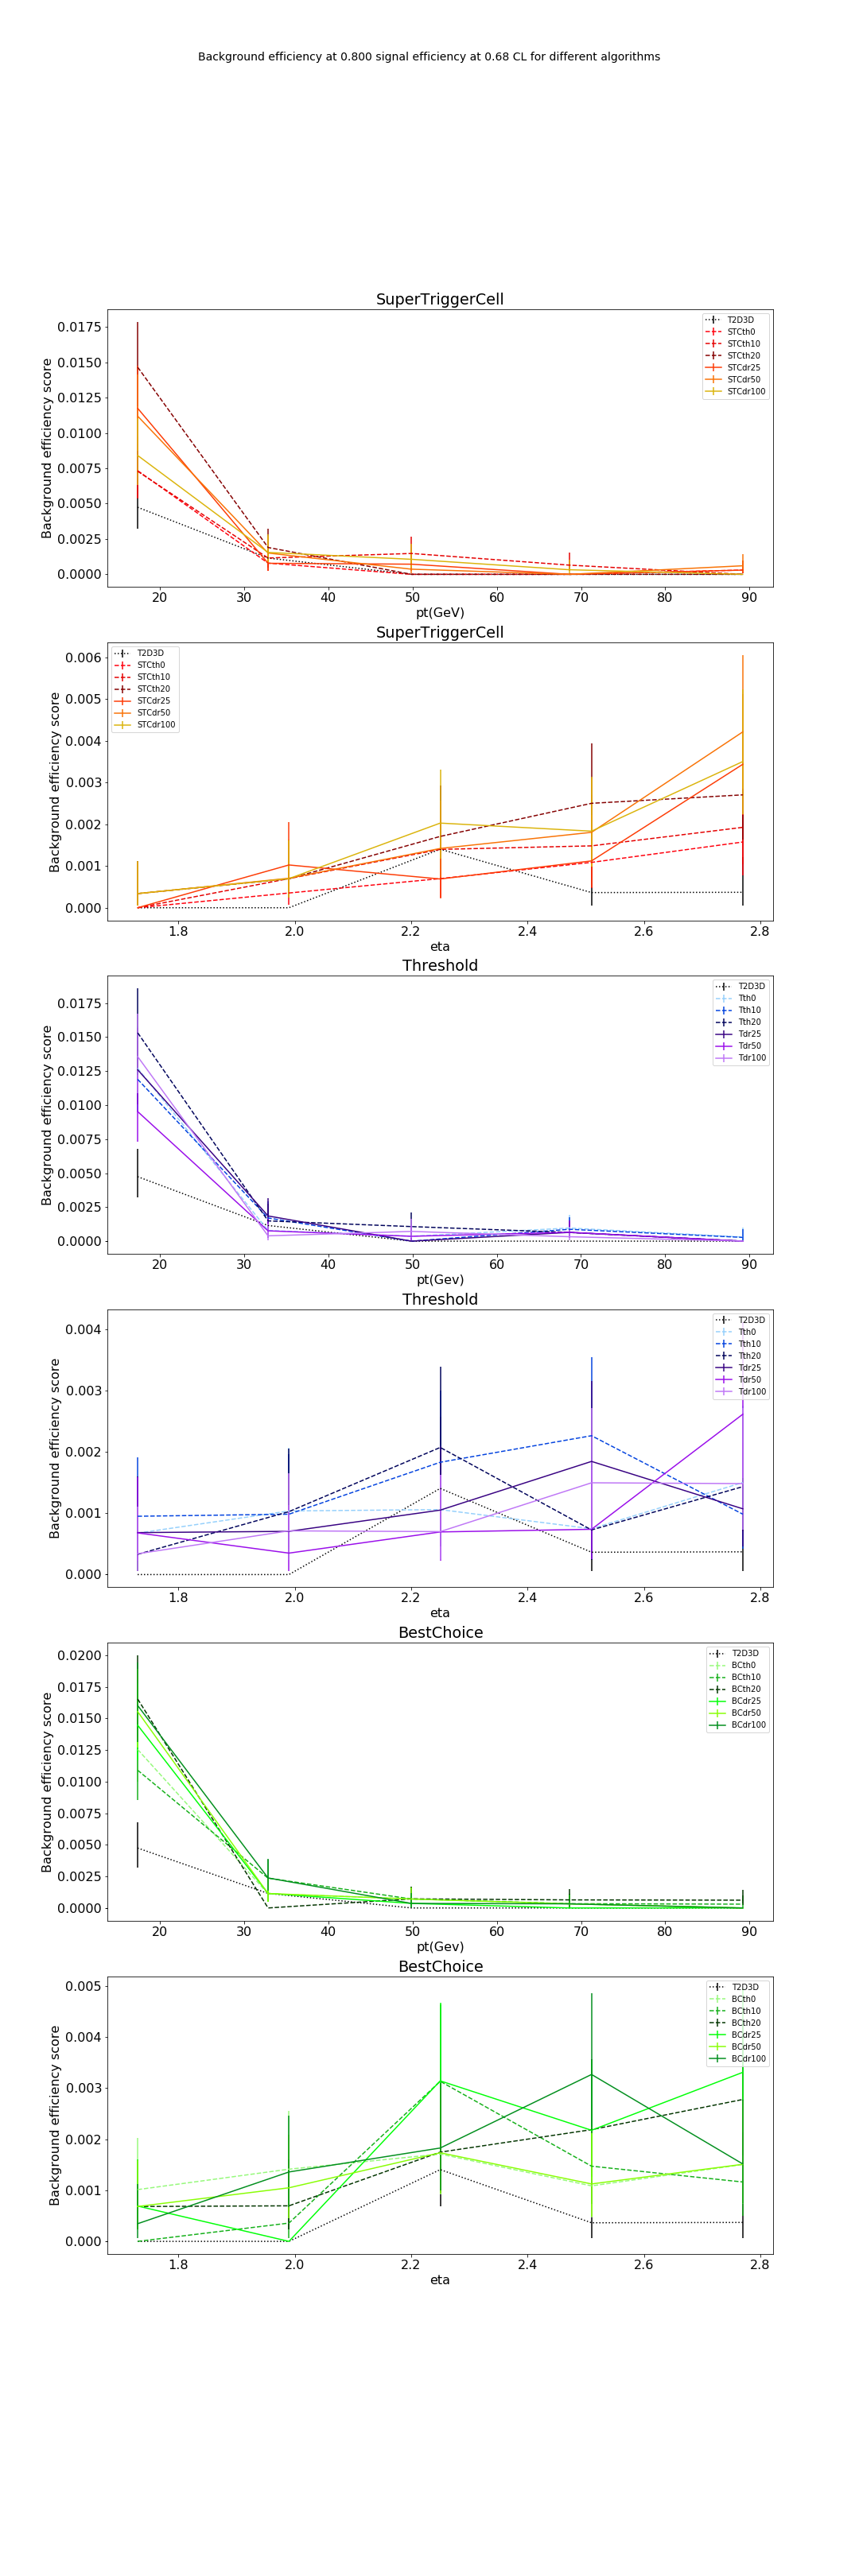 Background efficiency at 0.800 signal efficiency at 0.68 CL for different algorithms
SuperTriggerCell
Background efficiency score
0.0175
0.0150
0.0125
0.0100
0.0075
0.0050
0.0025
0.0000
T2D3D
STCth0
STCth10
STCth20
STCdr25
STCdr50
STCdr100
20 30 40 50 60 70 80 90
pt(GeV)
SuperTriggerCell
Background efficiency score
0.006
0.005
0.004
0.003
0.002
0.001
0.000
T2D3D
STCth0
STCth10
STCth20
STCdr25
STCdr50
STCdr100
1.8 2.0 2.2 2.4 2.6 2.8
eta
Threshold
Background efficiency score
0.0175
0.0150
0.0125
0.0100
0.0075
0.0050
0.0025
0.0000
T2D3D
Tth0
Tth10
Tth20
Tdr25
Tdr50
Tdr100
20 30 40 50 60 70 80 90
pt(Gev)
Threshold
Background efficiency score
0.004
0.003
0.002
0.001
0.000
T2D3D
Tth0
Tth10
Tth20
Tdr25
Tdr50
Tdr100
1.8 2.0 2.2 2.4 2.6 2.8
eta
BestChoice
Background efficiency score
0.0200
0.0175
0.0150
0.0125
0.0100
0.0075
0.0050
0.0025
0.0000
T2D3D
BCth0
BCth10
BCth20
BCdr25
BCdr50
BCdr100
20 30 40 50 60 70 80 90
pt(Gev)
BestChoice
Background efficiency score
0.005
0.004
0.003
0.002
0.001
0.000
T2D3D
BCth0
BCth10
BCth20
BCdr25
BCdr50
BCdr100
1.8 2.0 2.2 2.4 2.6 2.8
eta